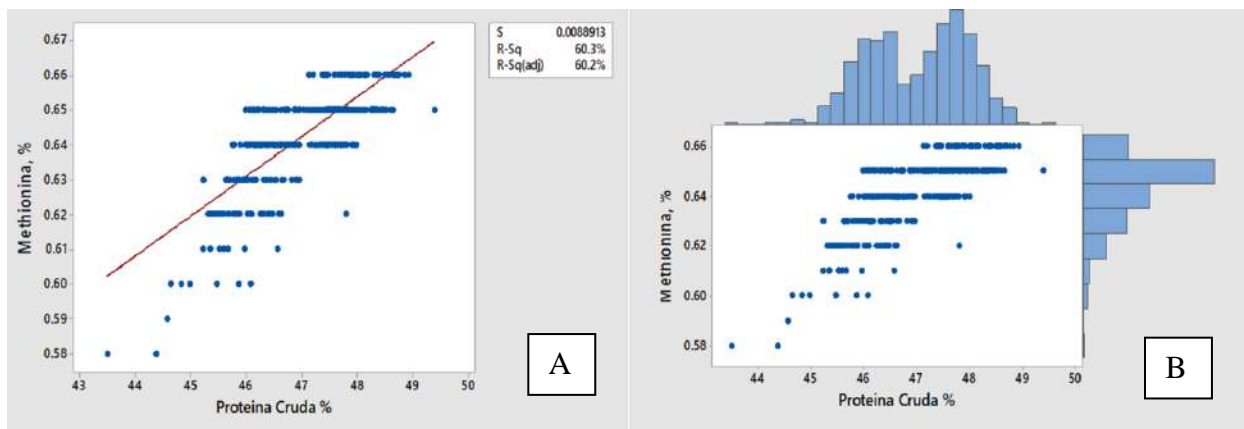 S 0.0088913
R-Sq 60.3%
R-Sq(adj) 60.2%
Methionina, %
0.67
0.66
0.65
0.64
0.63
0.62
0.61
0.60
0.59
0.58
43 44 45 46 47 48 49 50
Proteina Cruda %
A
Methionina, %
0.66
0.64
0.62
0.60
0.58
44 45 46 47 48 49 50
Proteina Cruda %
B